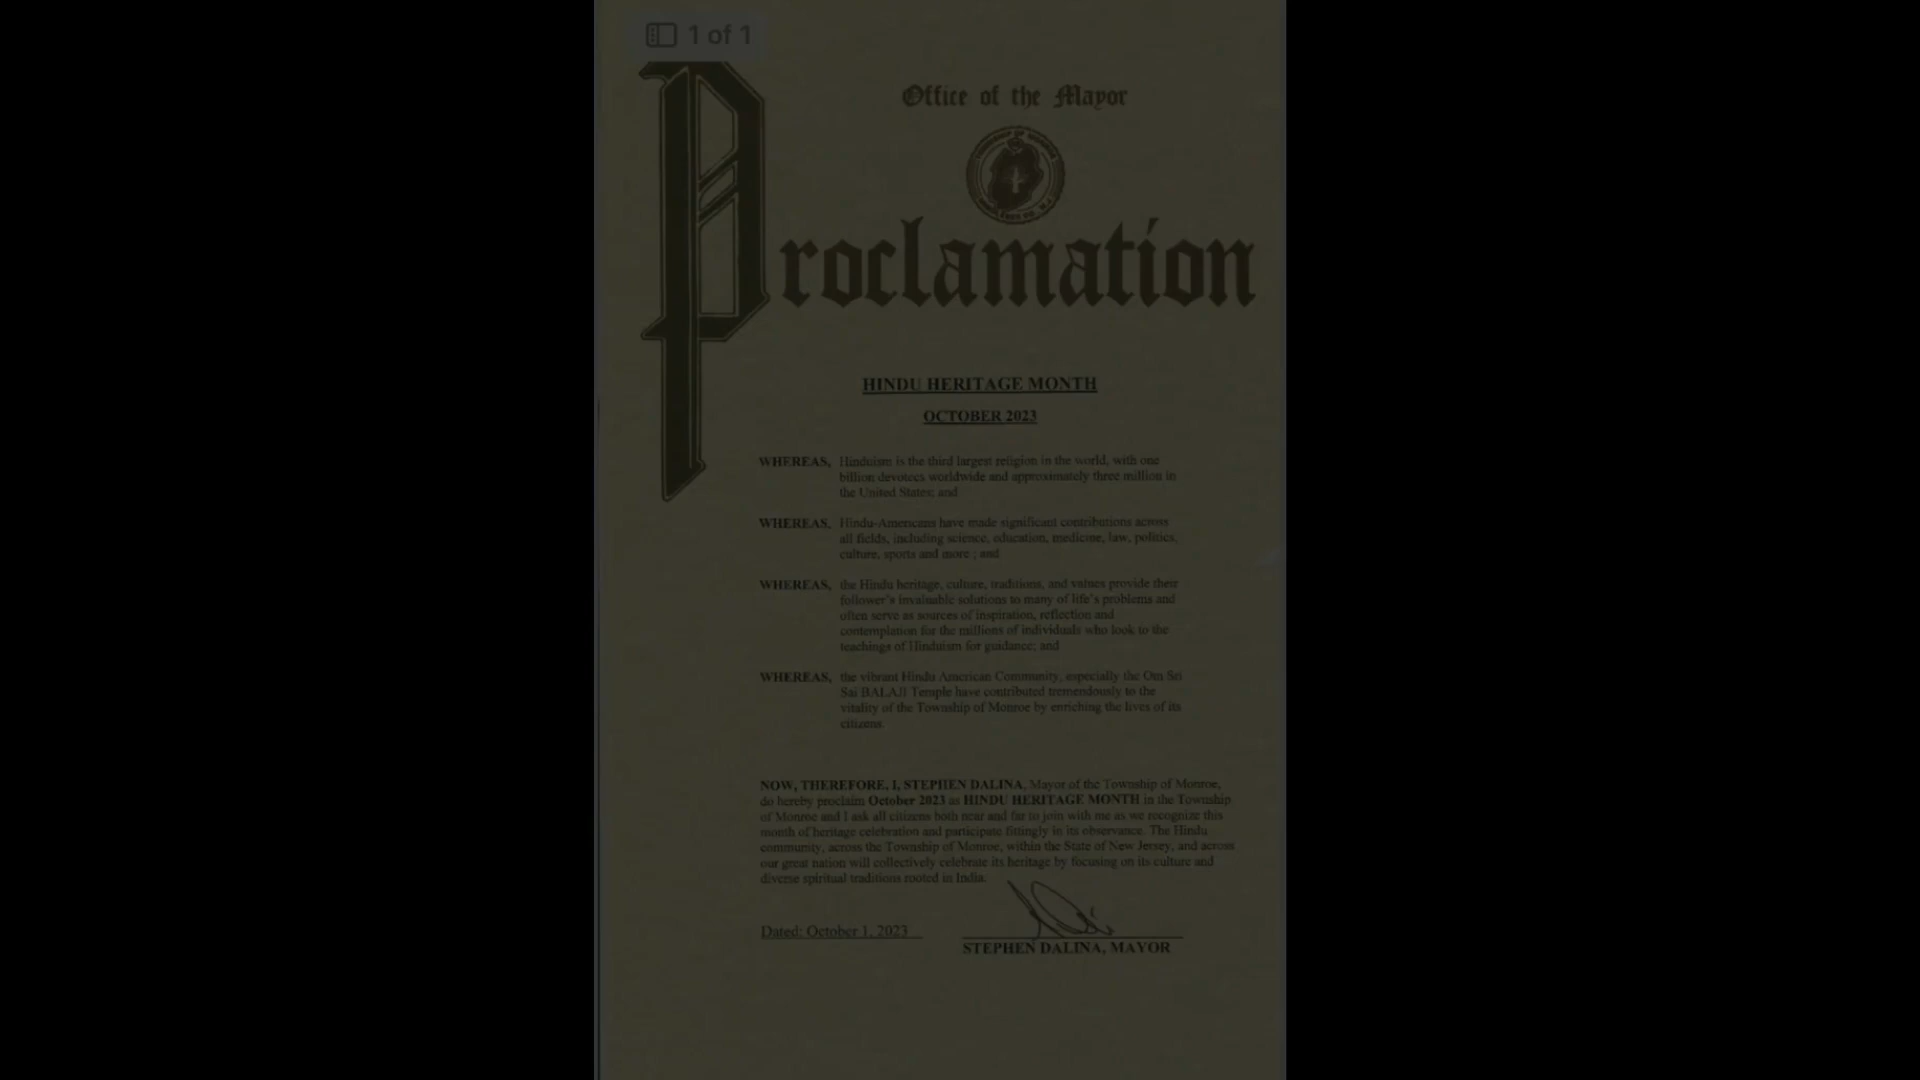 1 of 1
Office of the Mayor
TOWNSHIP OF MONROE
Proclamation
HINDU HERITAGE MONTH
OCTOBER 2023
WHEREAS, Hinduism is the third largest religion in the world, with one
billion devotees worldwide and approximately three million in
the United States; and
WHEREAS, Hindu-Americans have made significant contributions across
all fields, including science, education, medicine, law, politics,
culture, sports and more ; and
WHEREAS, the Hindu heritage, culture, traditions, and values provide their
follower's invaluable solutions to many of life's problems and
often serve as sources of inspiration, reflection and
contemplation for the millions of individuals who look to the
teachings of Hinduism for guidance; and
WHEREAS, the vibrant Hindu American Community, especially the Om Sri
Sai BALAJI Temple have contributed tremendously to the
vitality of the Township of Monroe by enriching the lives of its
citizens.
NOW, THEREFORE, I, STEPHEN DALINA, Mayor of the Township of Monroe,
do hereby proclaim October 2023 as HINDU HERITAGE MONTH in the Township
of Monroe and I ask all citizens both near and far to join with me as we recognize this
month of heritage celebration and participate fittingly in its observance. The Hindu
community, across the Township of Monroe, within the State of New Jersey, and across
our great nation will collectively celebrate its heritage by focusing on its culture and
diverse spiritual traditions rooted in India.
Dated: October 1, 2023
STEPHEN DALINA, MAYOR